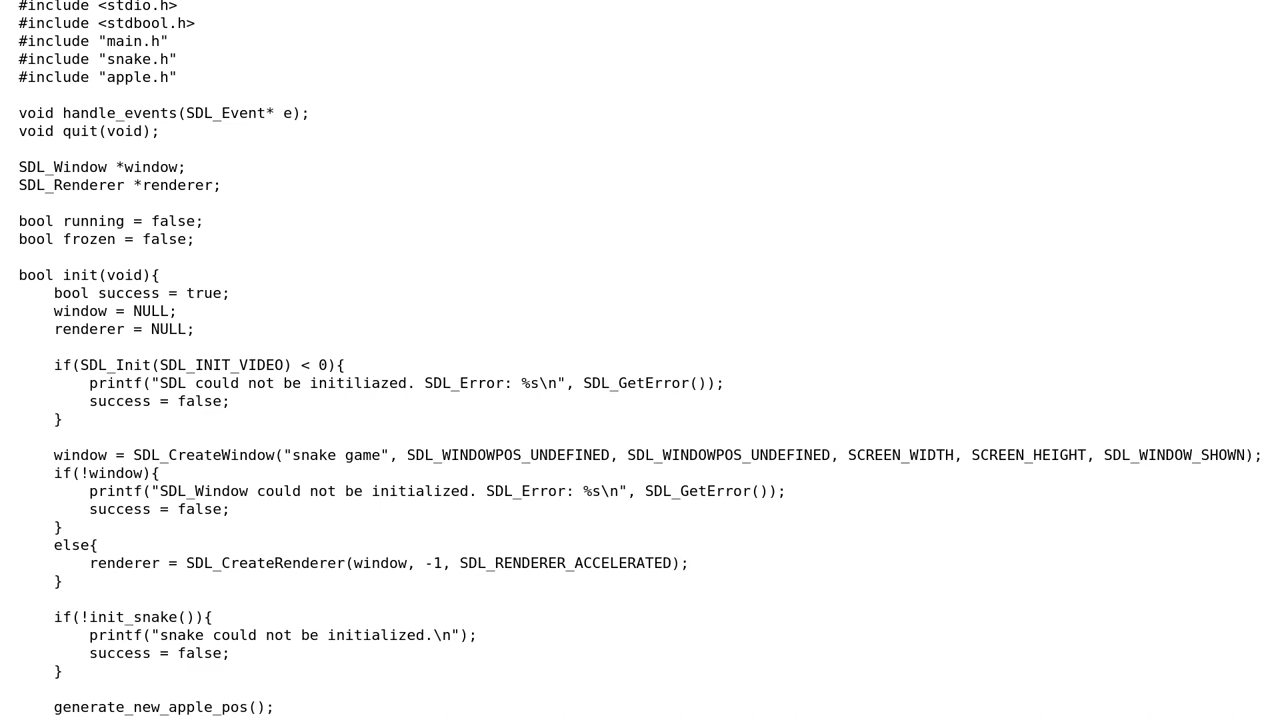 #include <stdio.h>
#include <stdbool.h>
#include "main.h"
#include "snake.h"
#include "apple.h"

void handle_events(SDL_Event* e);
void quit(void);

SDL_Window *window;
SDL_Renderer *renderer;

bool running = false;
bool frozen = false;

bool init(void){
    bool success = true;
    window = NULL;
    renderer = NULL;

    if(SDL_Init(SDL_INIT_VIDEO) < 0){
        printf("SDL could not be initiliazed. SDL_Error: %s\n", SDL_GetError());
        success = false;
    }

    window = SDL_CreateWindow("snake game", SDL_WINDOWPOS_UNDEFINED, SDL_WINDOWPOS_UNDEFINED, SCREEN_WIDTH, SCREEN_HEIGHT, SDL_WINDOW_SHOWN);
    if(!window){
        printf("SDL_Window could not be initialized. SDL_Error: %s\n", SDL_GetError());
        success = false;
    }
    else{
        renderer = SDL_CreateRenderer(window, -1, SDL_RENDERER_ACCELERATED);
    }

    if(!init_snake()){
        printf("snake could not be initialized.\n");
        success = false;
    }

    generate_new_apple_pos();